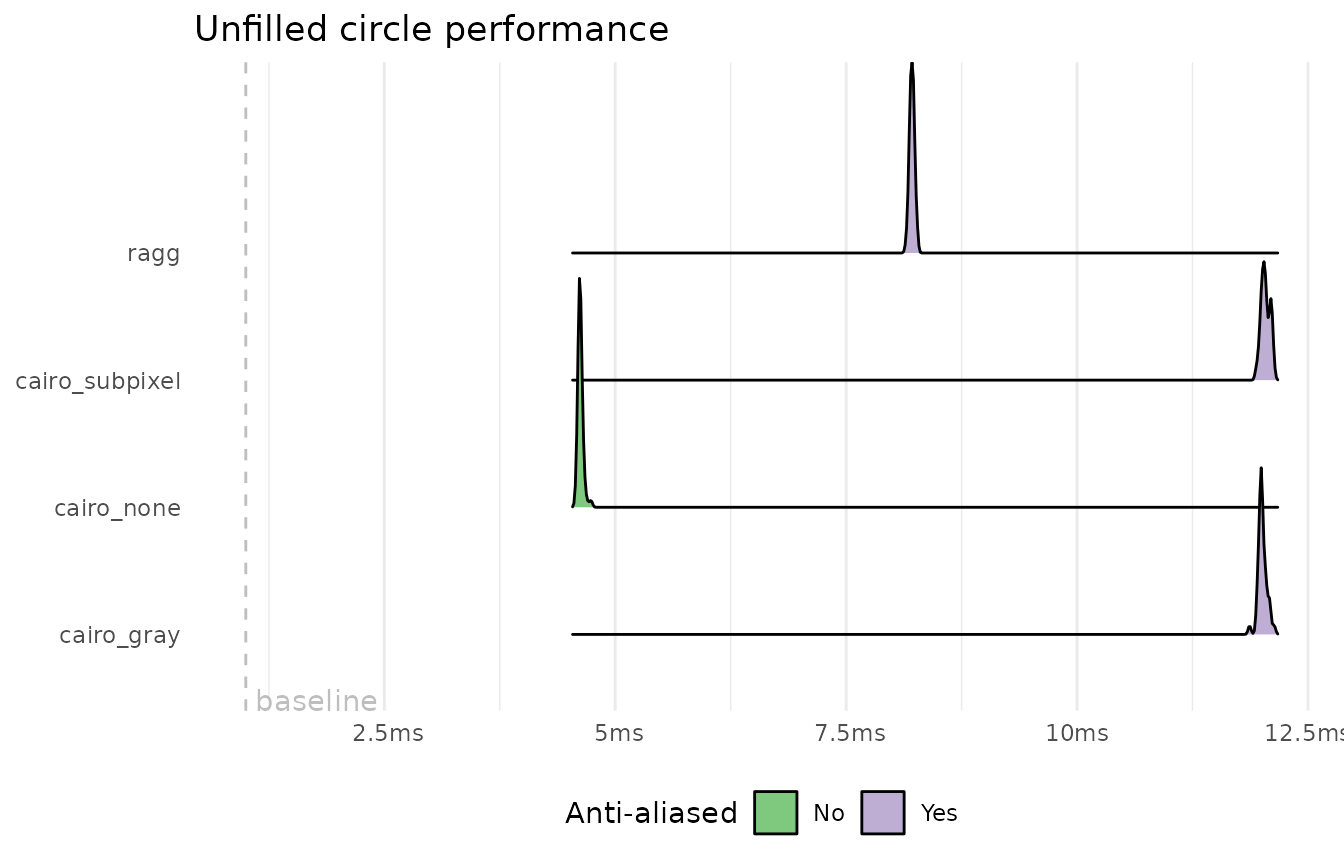 Unfilled circle performance
ragg
cairo_subpixel
cairo_none
cairo_gray
baseline
2.5ms 5ms 7.5ms 10ms 12.5ms
Anti-aliased No Yes